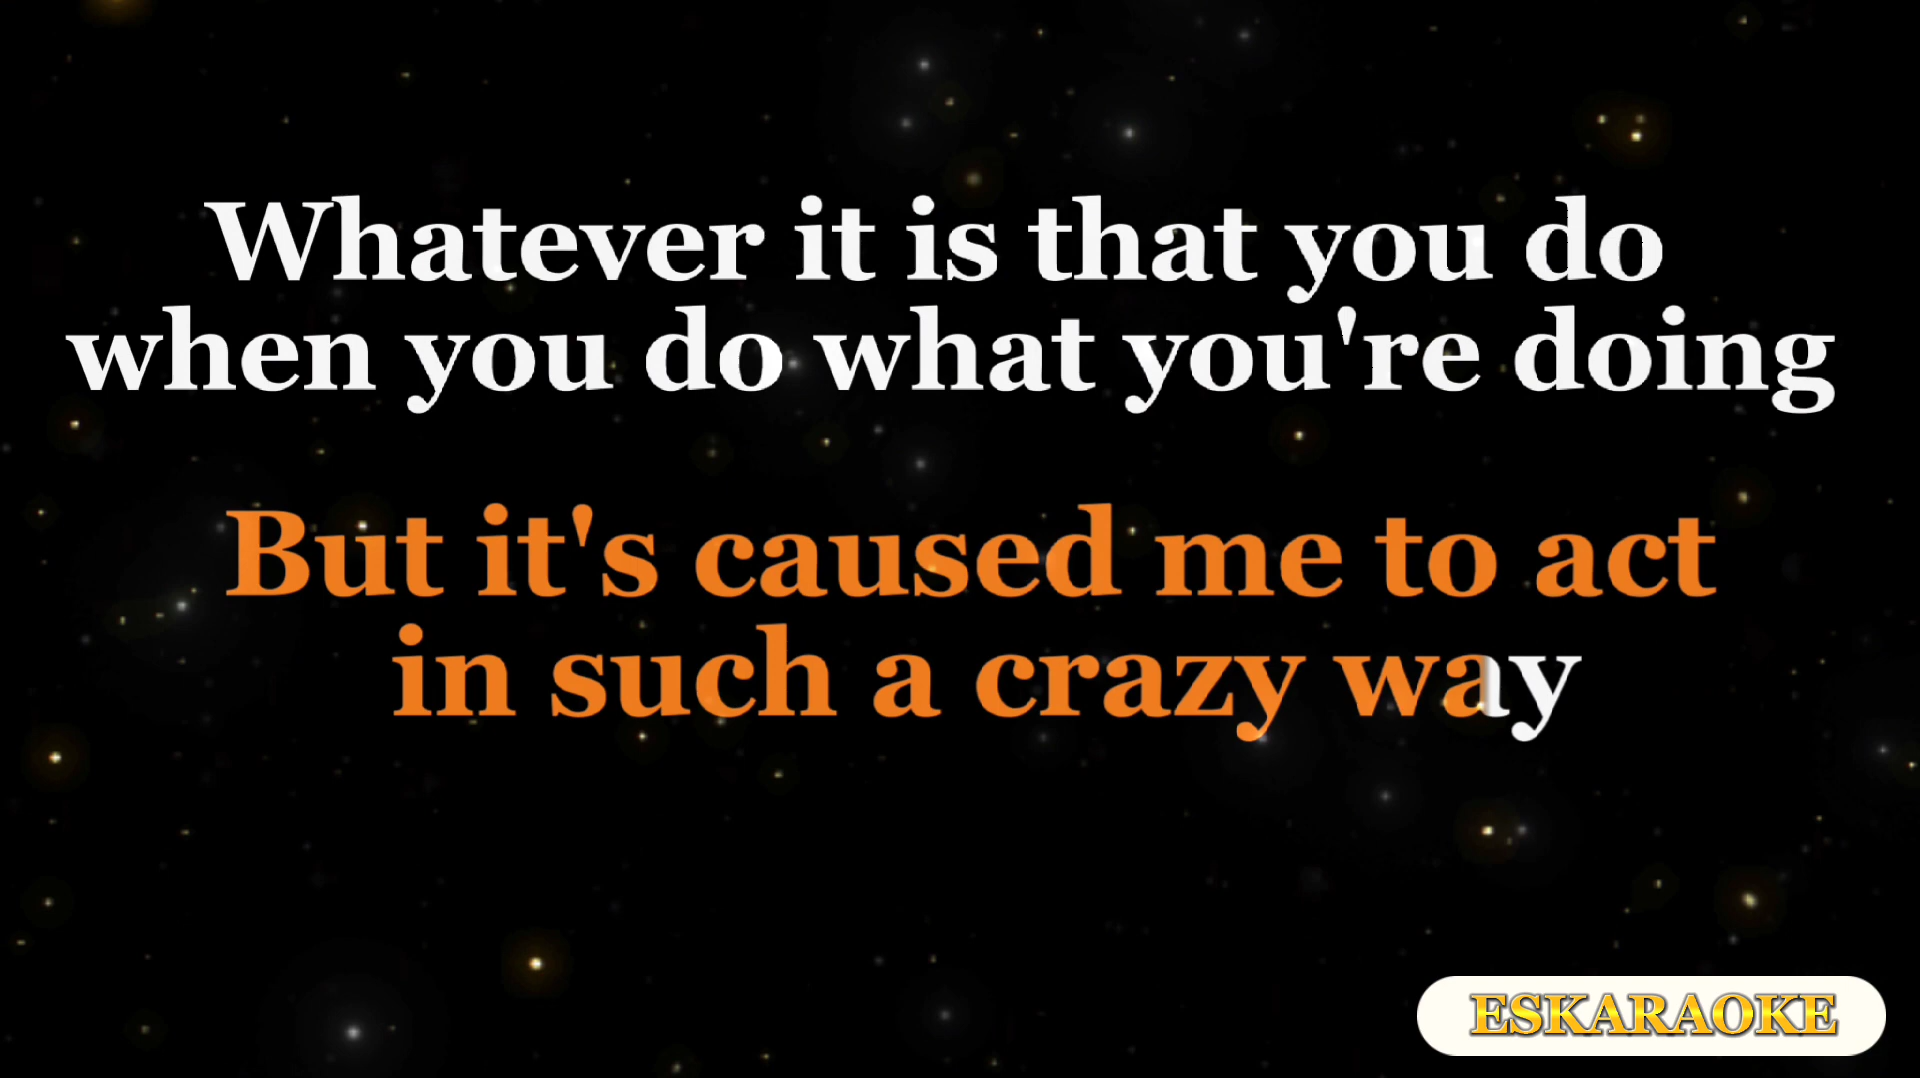 Whatever it is that you do
when you do what you're doing
But it's caused me to act
in such a crazy way
ESKARAOKE